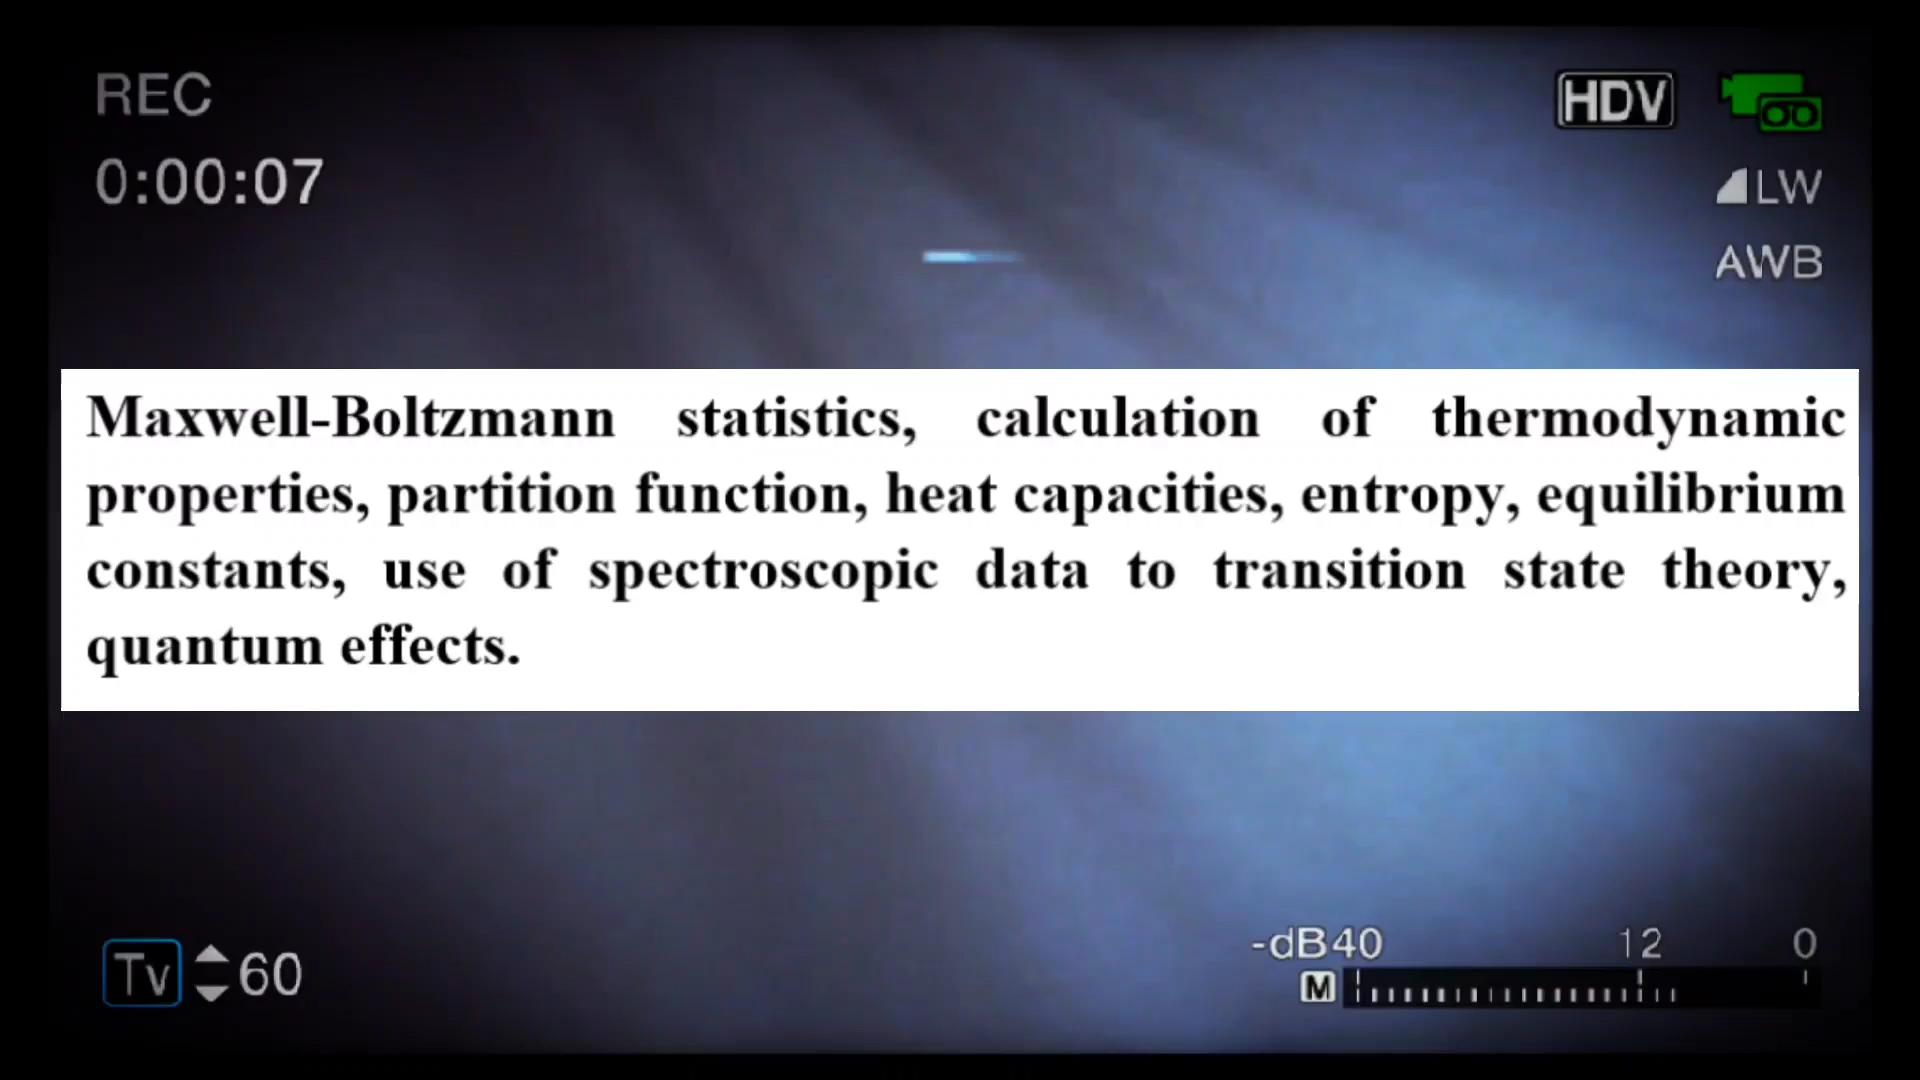 REC
HDV
0:00:07
LW
AWB
Maxwell-Boltzmann statistics, calculation of thermodynamic
properties, partition function, heat capacities, entropy, equilibrium
constants, use of spectroscopic data to transition state theory,
quantum effects.
-dB40 12 0
Tv 60
M